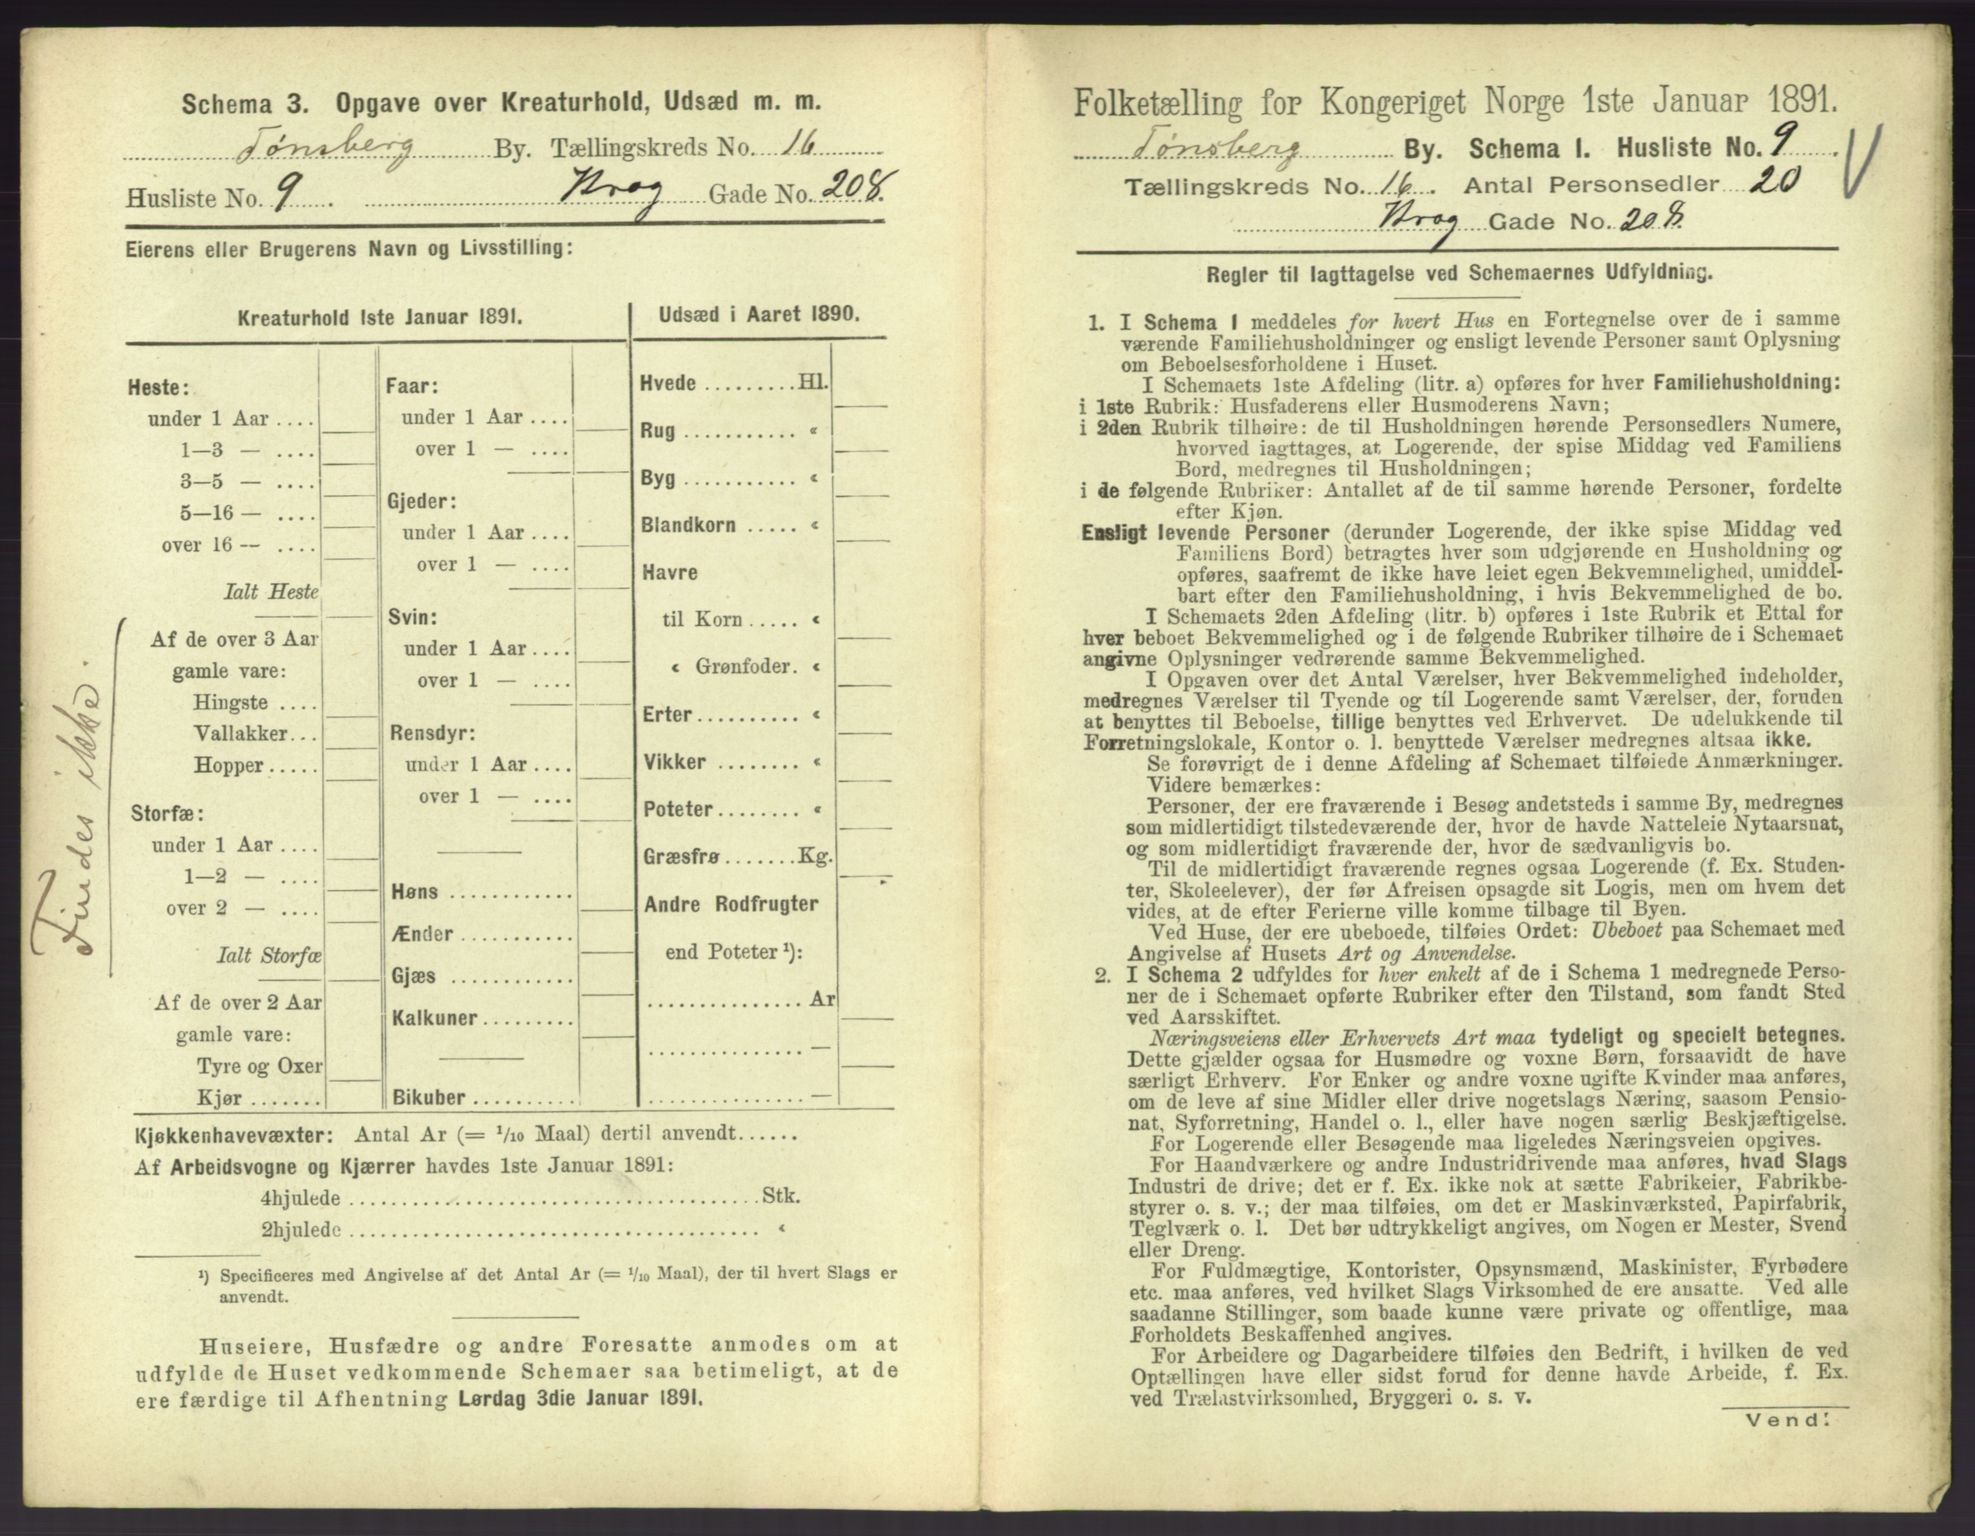 Schema 3. Opgave over Kreaturhold, Udsæd m. m.
Tønsberg By. Tællingskreds No. 16
Husliste No. 9. Krog Gade No. 208.
Eierens eller Brugerens Navn og Livsstilling:
Kreaturhold 1ste Januar 1891.
Heste:
under 1 Aar ....
1—3 — ....
3—5 — ....
5—16 — ....
over 16 — ....
Ialt Heste
Af de over 3 Aar
gamle vare:
Hingste ....
Vallakker...
Hopper.....
Storfæ:
under 1 Aar ....
1—2 — ....
over 2 — ....
Ialt Storfæ
Af de over 2 Aar
gamle vare:
Tyre og Oxer
Kjør .......
Findes ikke.
Faar:
under 1 Aar ....
over 1 — ....
Gjeder:
under 1 Aar ....
over 1 — ....
Svin:
under 1 Aar ....
over 1 — ....
Rensdyr:
under 1 Aar ....
over 1 — ....
Høns ............
Ænder ...........
Gjæs ............
Kalkuner.........
Bikuber ..........
Udsæd i Aaret 1890.
Hvede .........Hl.
Rug ........... «
Byg ........... «
Blandkorn ..... «
Havre
til Korn ..... «
« Grønfoder. «
Erter.......... «
Vikker ........ «
Poteter........ «
Græsfrø .......Kg.
Andre Rodfrugter
end Poteter ¹):
............... Ar
............... —
............... —
Kjøkkenhavevæxter: Antal Ar (= 1/10 Maal) dertil anvendt......
Af Arbeidsvogne og Kjærrer havdes 1ste Januar 1891:
4hjulede ........................................Stk.
2hjulede ........................................ «
¹) Specificeres med Angivelse af det Antal Ar (= 1/10 Maal), der til hvert Slags er
anvendt.
Huseiere, Husfædre og andre Foresatte anmodes om at
udfylde de Huset vedkommende Schemaer saa betimeligt, at de
ere færdige til Afhentning Lørdag 3die Januar 1891.
Folketælling for Kongeriget Norge 1ste Januar 1891.
Tønsberg By. Schema I. Husliste No. 9.
Tællingskreds No. 16. Antal Personsedler 20
Krog Gade No. 208.
Regler til Iagttagelse ved Schemaernes Udfyldning.
1. I Schema I meddeles for hvert Hus en Fortegnelse over de i samme
værende Familiehusholdninger og ensligt levende Personer samt Oplysning
om Beboelsesforholdene i Huset.
I Schemaets 1ste Afdeling (litr. a) opføres for hver Familiehusholdning:
i 1ste Rubrik: Husfaderens eller Husmoderens Navn;
i 2den Rubrik tilhøire: de til Husholdningen hørende Personsedlers Numere,
hvorved iagttages, at Logerende, der spise Middag ved Familiens
Bord, medregnes til Husholdningen;
i de følgende Rubriker: Antallet af de til samme hørende Personer, fordelte
efter Kjøn.
Ensligt levende Personer (derunder Logerende, der ikke spise Middag ved
Familiens Bord) betragtes hver som udgjørende en Husholdning og
opføres, saafremt de ikke have leiet egen Bekvemmelighed, umiddel-
bart efter den Familiehusholdning, i hvis Bekvemmelighed de bo.
I Schemaets 2den Afdeling (litr. b) opføres i 1ste Rubrik et Ettal for
hver beboet Bekvemmelighed og i de følgende Rubriker tilhøire de i Schemaet
angivne Oplysninger vedrørende samme Bekvemmelighed.
I Opgaven over det Antal Værelser, hver Bekvemmelighed indeholder,
medregnes Værelser til Tyende og til Logerende samt Værelser, der, foruden
at benyttes til Beboelse, tillige benyttes ved Erhvervet. De udelukkende til
Forretningslokale, Kontor o. l. benyttede Værelser medregnes altsaa ikke.
Se forøvrigt de i denne Afdeling af Schemaet tilføiede Anmærkninger.
Videre bemærkes:
Personer, der ere fraværende i Besøg andetsteds i samme By, medregnes
som midlertidigt tilstedeværende der, hvor de havde Natteleie Nytaarsnat,
og som midlertidigt fraværende der, hvor de sædvanligvis bo.
Til de midlertidigt fraværende regnes ogsaa Logerende (f. Ex. Studen-
ter, Skoleelever), der før Afreisen opsagde sit Logis, men om hvem det
vides, at de efter Ferierne ville komme tilbage til Byen.
Ved Huse, der ere ubeboede, tilføies Ordet: Ubeboet paa Schemaet med
Angivelse af Husets Art og Anvendelse.
2. I Schema 2 udfyldes for hver enkelt af de i Schema 1 medregnede Perso-
ner de i Schemaet opførte Rubriker efter den Tilstand, som fandt Sted
ved Aarsskiftet.
Næringsveiens eller Erhvervets Art maa tydeligt og specielt betegnes.
Dette gjælder ogsaa for Husmødre og voxne Børn, forsaavidt de have
særligt Erhverv. For Enker og andre voxne ugifte Kvinder maa anføres,
om de leve af sine Midler eller drive nogetslags Næring, saasom Pensio-
nat, Syforretning, Handel o. l., eller have nogen særlig Beskjæftigelse.
For Logerende eller Besøgende maa ligeledes Næringsveien opgives.
For Haandværkere og andre Industridrivende maa anføres, hvad Slags
Industri de drive; det er f. Ex. ikke nok at sætte Fabrikeier, Fabrikbe-
styrer o. s. v.; der maa tilføies, om det er Maskinværksted, Papirfabrik,
Teglværk o. l. Det bør udtrykkeligt angives, om Nogen er Mester, Svend
eller Dreng.
For Fuldmægtige, Kontorister, Opsynsmænd, Maskinister, Fyrbødere
etc. maa anføres, ved hvilket Slags Virksomhed de ere ansatte. Ved alle
saadanne Stillinger, som baade kunne være private og offentlige, maa
Forholdets Beskaffenhed angives.
For Arbeidere og Dagarbeidere tilføies den Bedrift, i hvilken de ved
Optællingen have eller sidst forud for denne havde Arbeide, f. Ex.
ved Trælastvirksomhed, Bryggeri o. s. v.
Vend!